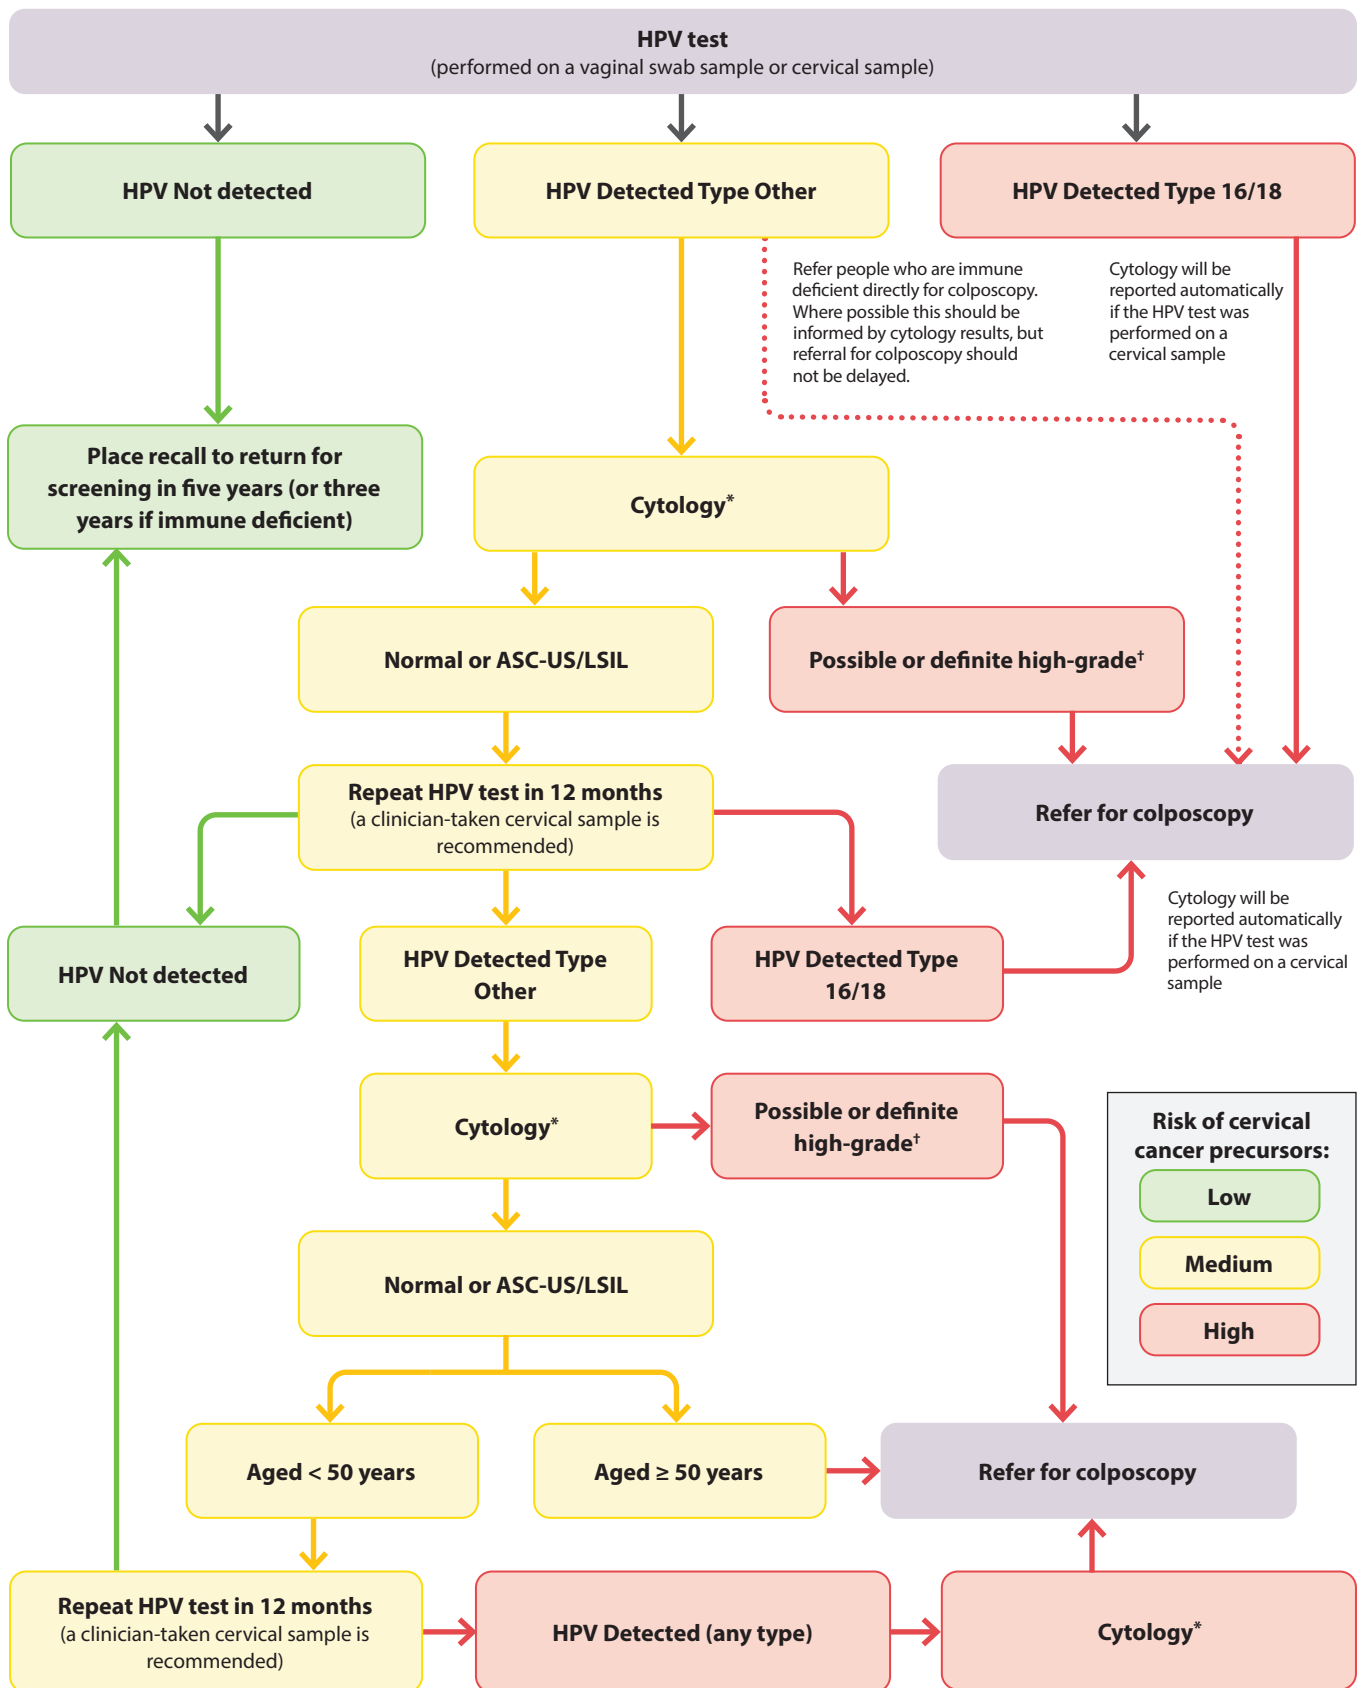 HPV test
(performed on a vaginal swab sample or cervical sample)
HPV Not detected
HPV Detected Type Other
HPV Detected Type 16/18
Refer people who are immune
deficient directly for colposcopy.
Where possible this should be
informed by cytology results, but
referral for colposcopy should
not be delayed.
Cytology will be
reported automatically
if the HPV test was
performed on a
cervical sample
Place recall to return for
screening in five years (or three
years if immune deficient)
Cytology*
Normal or ASC-US/LSIL
Possible or definite high-grade†
Repeat HPV test in 12 months
(a clinician-taken cervical sample is
recommended)
Refer for colposcopy
Cytology will be
reported automatically
if the HPV test was
performed on a cervical
sample
HPV Not detected
HPV Detected Type
Other
HPV Detected Type
16/18
Cytology*
Possible or definite
high-grade†
Risk of cervical
cancer precursors:
Low
Medium
High
Normal or ASC-US/LSIL
Aged < 50 years
Aged ≥ 50 years
Refer for colposcopy
Repeat HPV test in 12 months
(a clinician-taken cervical sample is
recommended)
HPV Detected (any type)
Cytology*